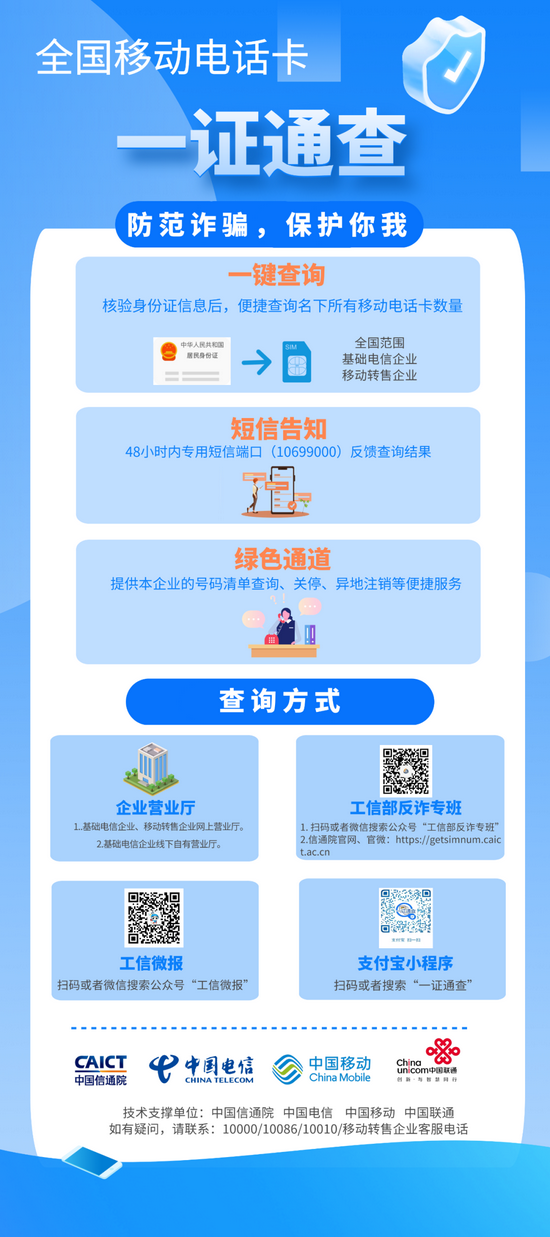 全国移动电话卡
一证通查
防范诈骗，保护你我
一键查询
核验身份证信息后，便捷查询名下所有移动电话卡数量
中华人民共和国
居民身份证
SIM
全国范围
基础电信企业
移动转售企业
短信告知
48小时内专用短信端口（10699000）反馈查询结果
绿色通道
提供本企业的号码清单查询、关停、异地注销等便捷服务
查询方式
企业营业厅
1..基础电信企业、移动转售企业网上营业厅。
2.基础电信企业线下自有营业厅。
工信部反诈专班
1. 扫码或者微信搜索公众号“工信部反诈专班”
2.信通院官网、官微：https://getsimnum.caic
t.ac.cn
工信微报
扫码或者微信搜索公众号“工信微报”
支付宝 扫一扫
支付宝小程序
扫码或者搜索“一证通查”
CAICT
中国信通院
中国电信
CHINA TELECOM
中国移动
China Mobile
China
unicom中国联通
创新·与智慧同行
技术支撑单位：中国信通院 中国电信 中国移动 中国联通
如有疑问，请联系：10000/10086/10010/移动转售企业客服电话